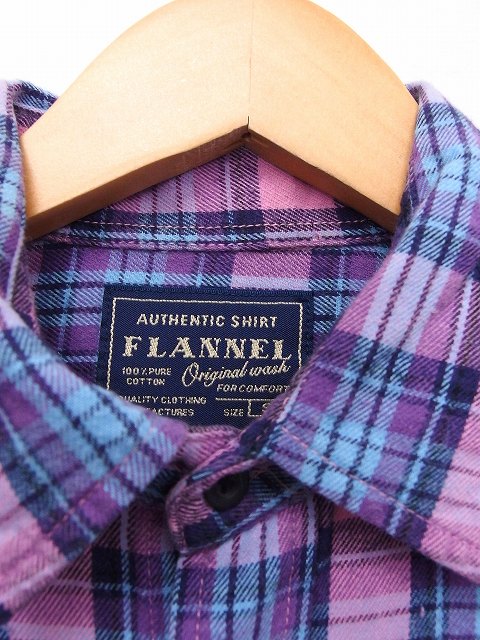 AUTHENTIC SHIRT
FLANNEL
100% PURE
COTTON
Original wash
FOR COMFORT
QUALITY CLOTHING
SIZE